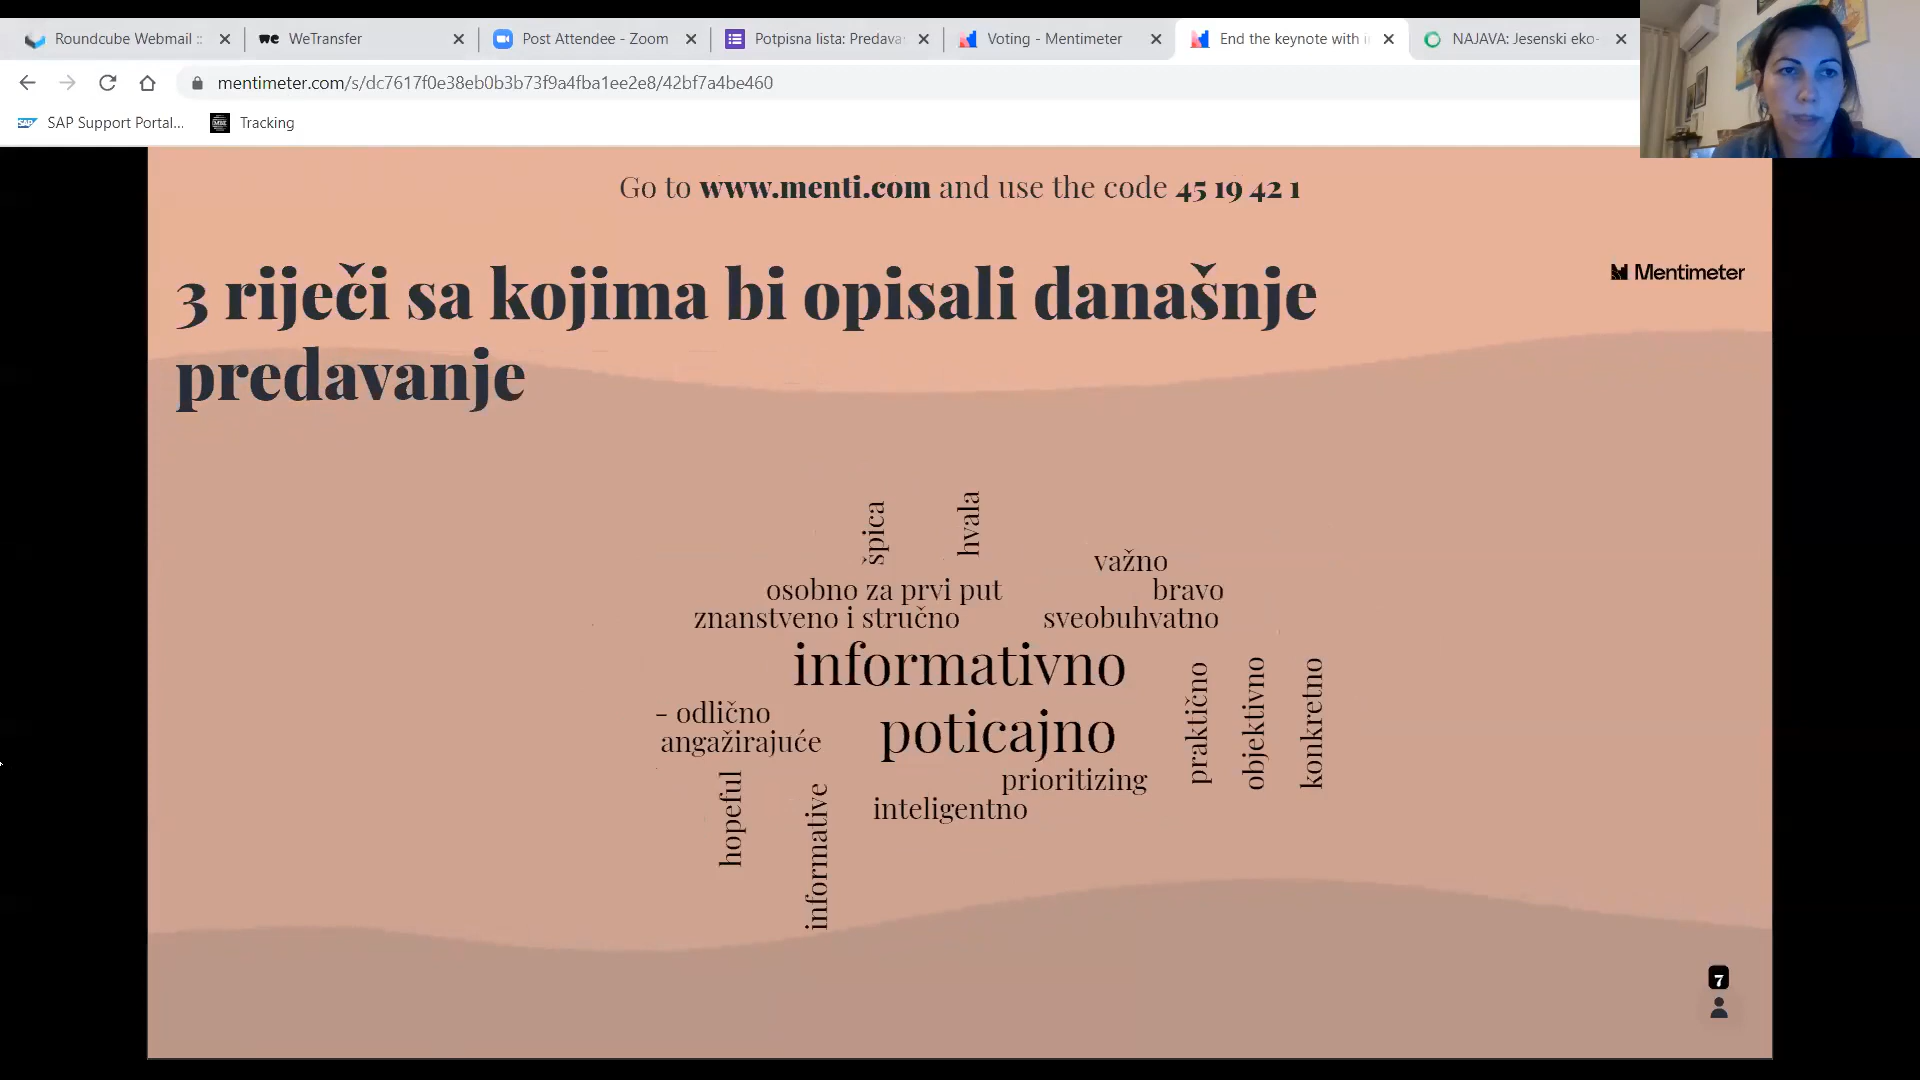 Roundcube Webmail ::
WeTransfer
Post Attendee - Zoom
Potpisna lista: Predava
Voting - Mentimeter
End the keynote with i
NAJAVA: Jesenski eko-
mentimeter.com/s/dc7617f0e38eb0b3b73f9a4fba1ee2e8/42bf7a4be460
SAP Support Portal...
Tracking
Go to www.menti.com and use the code 45 19 42 1
3 riječi sa kojima bi opisali današnje
predavanje
Mentimeter
špica
hvala
važno
osobno za prvi put
bravo
znanstveno i stručno
sveobuhvatno
informativno
praktično
objektivno
konkretno
- odlično
poticajno
angažirajuće
prioritizing
hopeful
informative
inteligentno
7